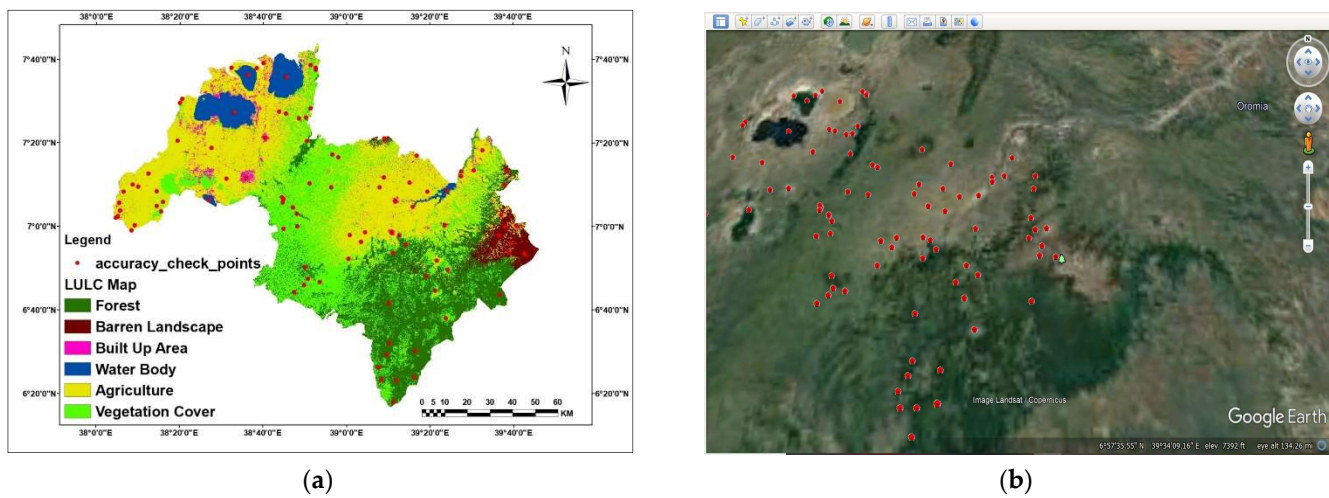 38°0'0"E 38°20'0"E 38°40'0"E 39°0'0"E 39°20'0"E 39°40'0"E
N
7°40'0"N 7°40'0"N
7°20'0"N 7°20'0"N
7°0'0"N 7°0'0"N
6°40'0"N 6°40'0"N
6°20'0"N 6°20'0"N
Legend
accuracy_check_points
LULC Map
Forest
Barren Landscape
Built Up Area
Water Body
Agriculture
Vegetation Cover
0 5 10 20 30 40 50 60
KM
38°0'0"E 38°20'0"E 38°40'0"E 39°0'0"E 39°20'0"E 39°40'0"E
(a)
N
Oromia
Image Landsat / Copernicus
Google Earth
6°57'35.55" N 39°34'09.16" E elev 7392 ft eye alt 134.26 mi
(b)